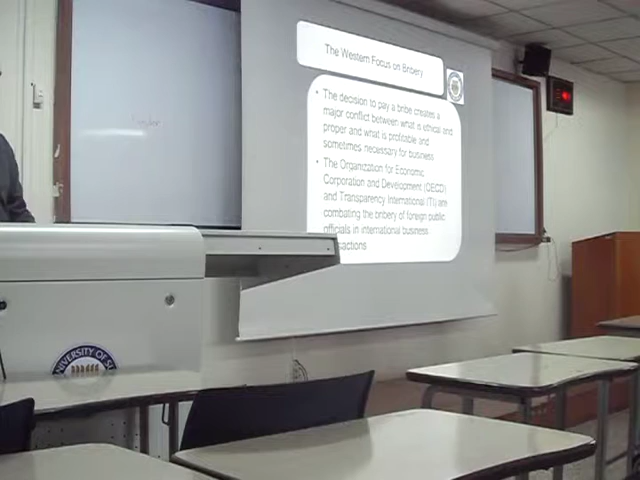 The Western Focus on Bribery
• The decision to pay a bribe creates a
major conflict between what is ethical and
proper and what is profitable and
sometimes necessary for business
• The Organization for Economic
Corporation and Development (OECD)
and Transparency International (TI) are
combating the bribery of foreign public
officials in international business
sactions
UNIVERSITY OF S